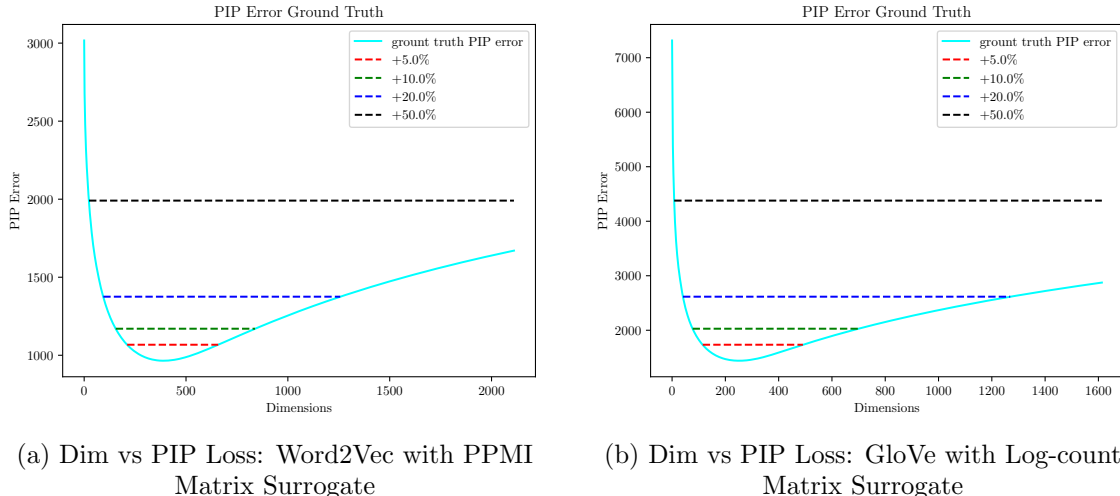 PIP Error Ground Truth
3000
2500
2000
1500
1000
PIP Error
grount truth PIP error
+5.0%
+10.0%
+20.0%
+50.0%
0
500
1000
1500
2000
Dimensions
(a) Dim vs PIP Loss: Word2Vec with PPMI
Matrix Surrogate
PIP Error Ground Truth
7000
6000
5000
4000
3000
2000
PIP Error
grount truth PIP error
+5.0%
+10.0%
+20.0%
+50.0%
0
200
400
600
800
1000
1200
1400
1600
Dimensions
(b) Dim vs PIP Loss: GloVe with Log-count
Matrix Surrogate